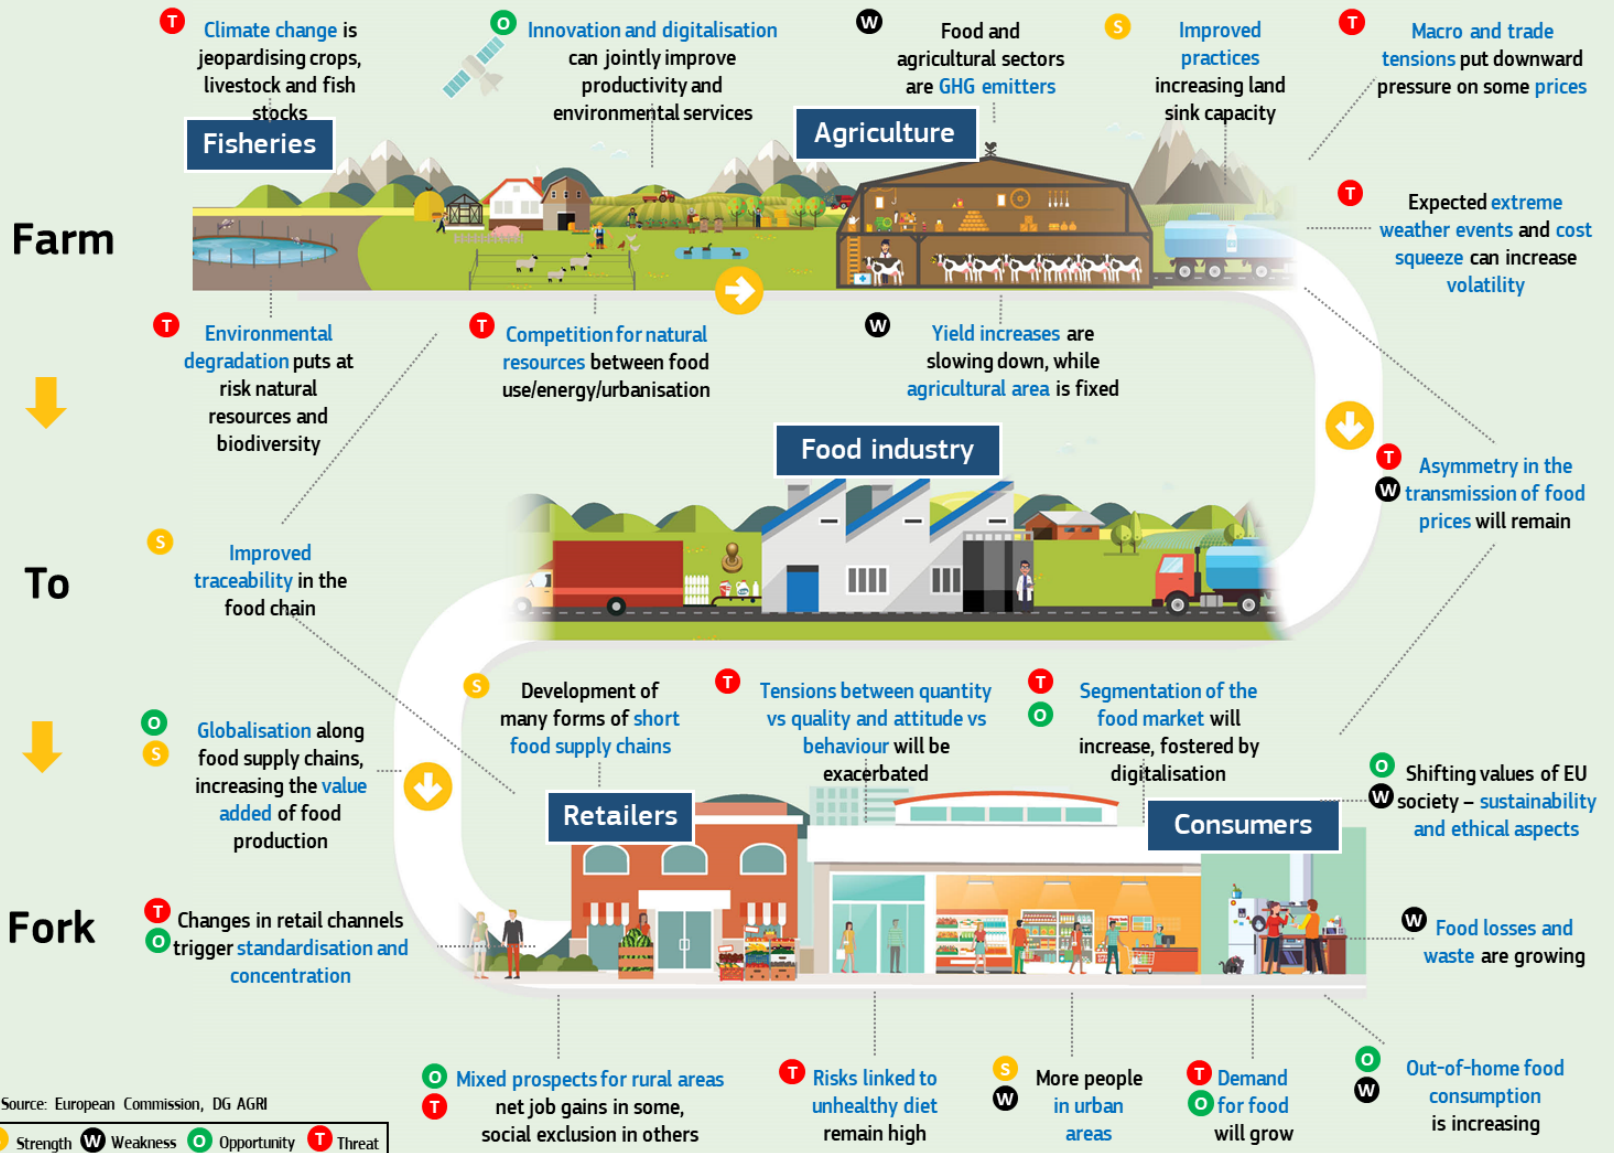 T
Climate change is
jeopardising crops,
livestock and fish
stocks
O
Innovation and digitalisation
can jointly improve
productivity and
environmental services
W
Food and
agricultural sectors
are GHG emitters
S
Improved
practices
increasing land
sink capacity
T
Macro and trade
tensions put downward
pressure on some prices
Fisheries
Agriculture
Farm
T
Expected extreme
weather events and cost
squeeze can increase
volatility
T
Environmental
degradation puts at
risk natural
resources and
biodiversity
T
Competition for natural
resources between food
use/energy/urbanisation
W
Yield increases are
slowing down, while
agricultural area is fixed
Food industry
T
W
Asymmetry in the
transmission of food
prices will remain
To
S
Improved
traceability in the
food chain
O
S
Globalisation along
food supply chains,
increasing the value
added of food
production
S
Development of
many forms of short
food supply chains
T
Tensions between quantity
vs quality and attitude vs
behaviour will be
exacerbated
T
O
Segmentation of the
food market will
increase, fostered by
digitalisation
O
W
Shifting values of EU
society – sustainability
and ethical aspects
Retailers
Consumers
Fork
T
O
Changes in retail channels
trigger standardisation and
concentration
W
Food losses and
waste are growing
O
T
Mixed prospects for rural areas
net job gains in some,
social exclusion in others
T
Risks linked to
unhealthy diet
remain high
S
W
More people
in urban
areas
T
O
Demand
for food
will grow
O
W
Out-of-home food
consumption
is increasing
Source: European Commission, DG AGRI
S Strength W Weakness O Opportunity T Threat